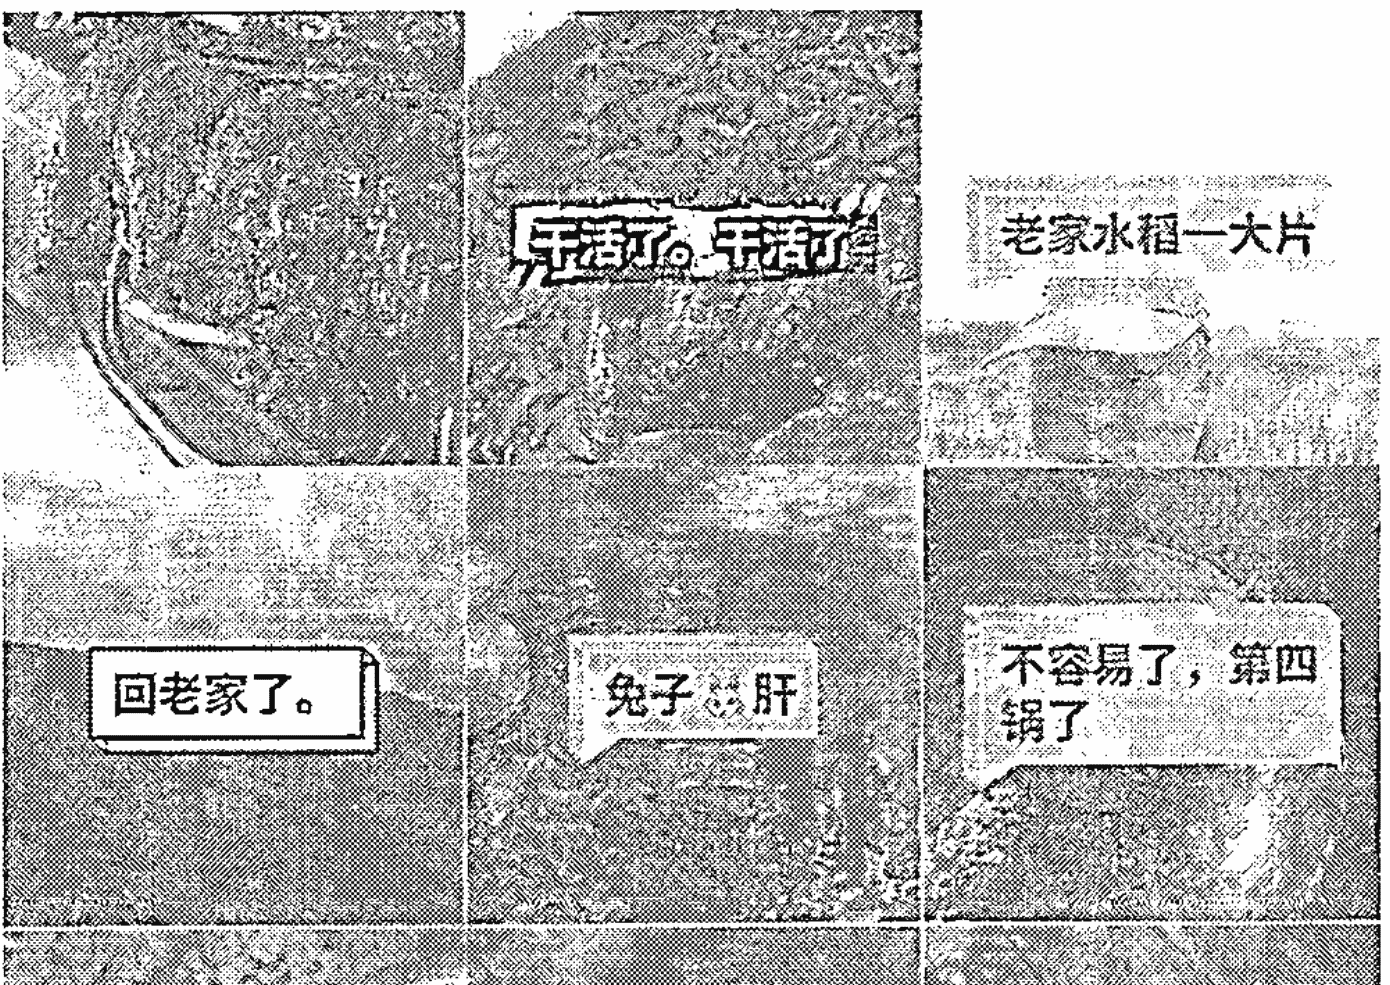 干活了。干活了
老家水稻一大片
回老家了。
兔子 肝
不容易了，第四
锅了